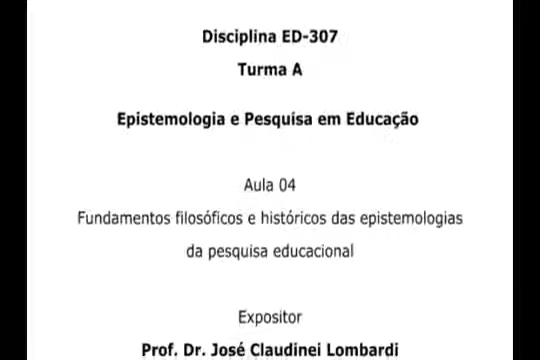 Disciplina ED-307
Turma A
Epistemologia e Pesquisa em Educação
Aula 04
Fundamentos filosóficos e históricos das epistemologias
da pesquisa educacional
Expositor
Prof. Dr. José Claudinei Lombardi